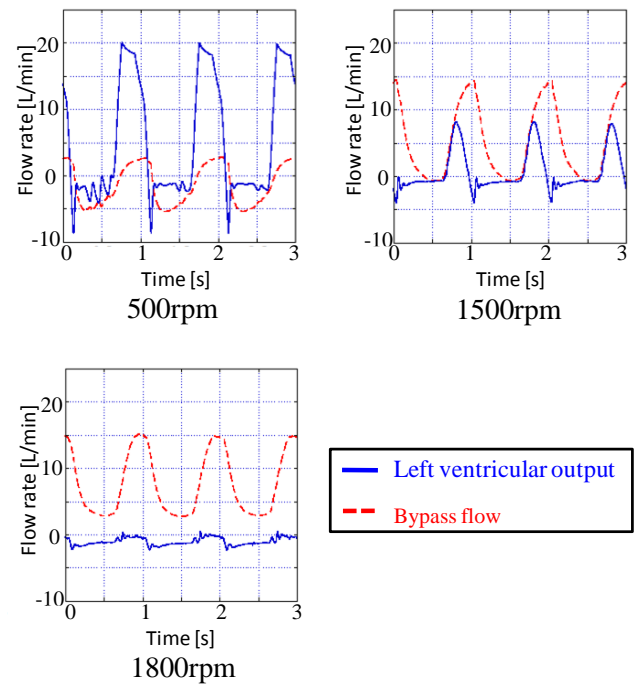 Flow rate [L/min]
20
10
0
-10
0 1 2 3
Time [s]
500rpm
Flow rate [L/min]
20
10
0
-10
0 1 2 3
Time [s]
1500rpm
Flow rate [L/min]
20
10
0
-10
0 1 2 3
Time [s]
1800rpm
Left ventricular output
Bypass flow